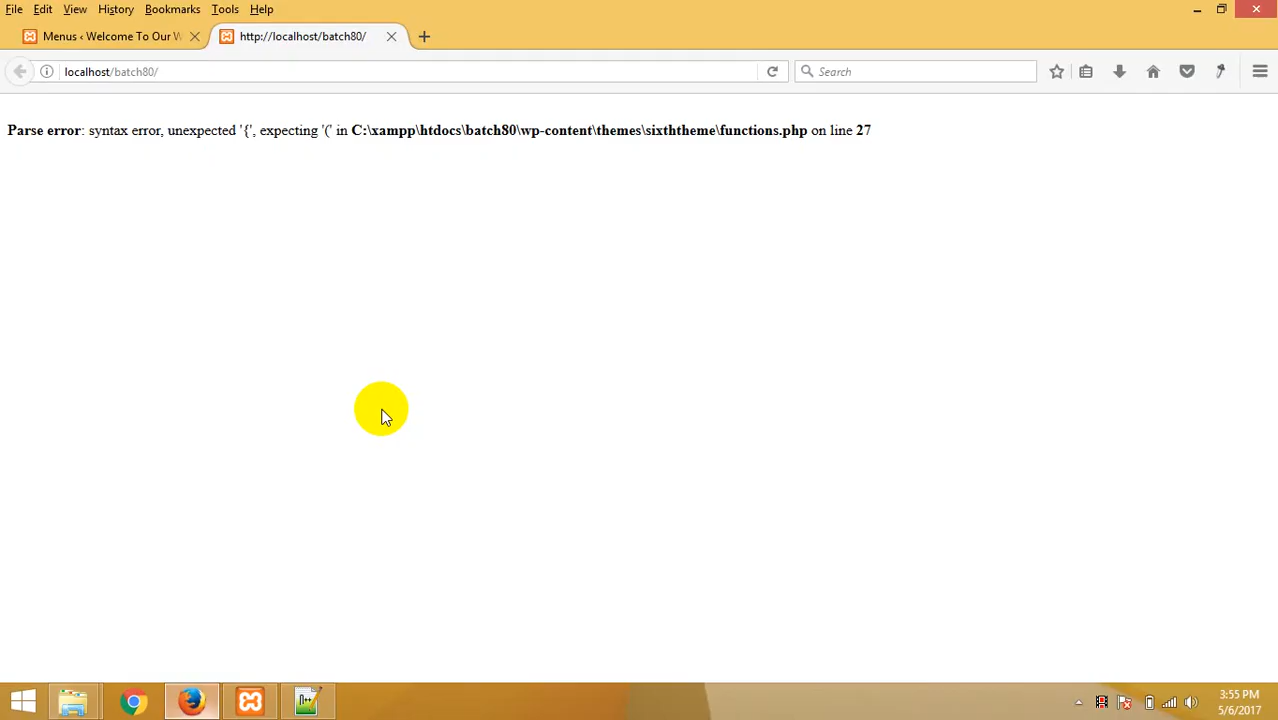 File Edit View History Bookmarks Tools Help
Menus ‹ Welcome To Our W
http://localhost/batch80/
localhost/batch80/
Search
Parse error: syntax error, unexpected '{', expecting '(' in C:\xampp\htdocs\batch80\wp-content\themes\sixththeme\functions.php on line 27
3:55 PM
5/6/2017